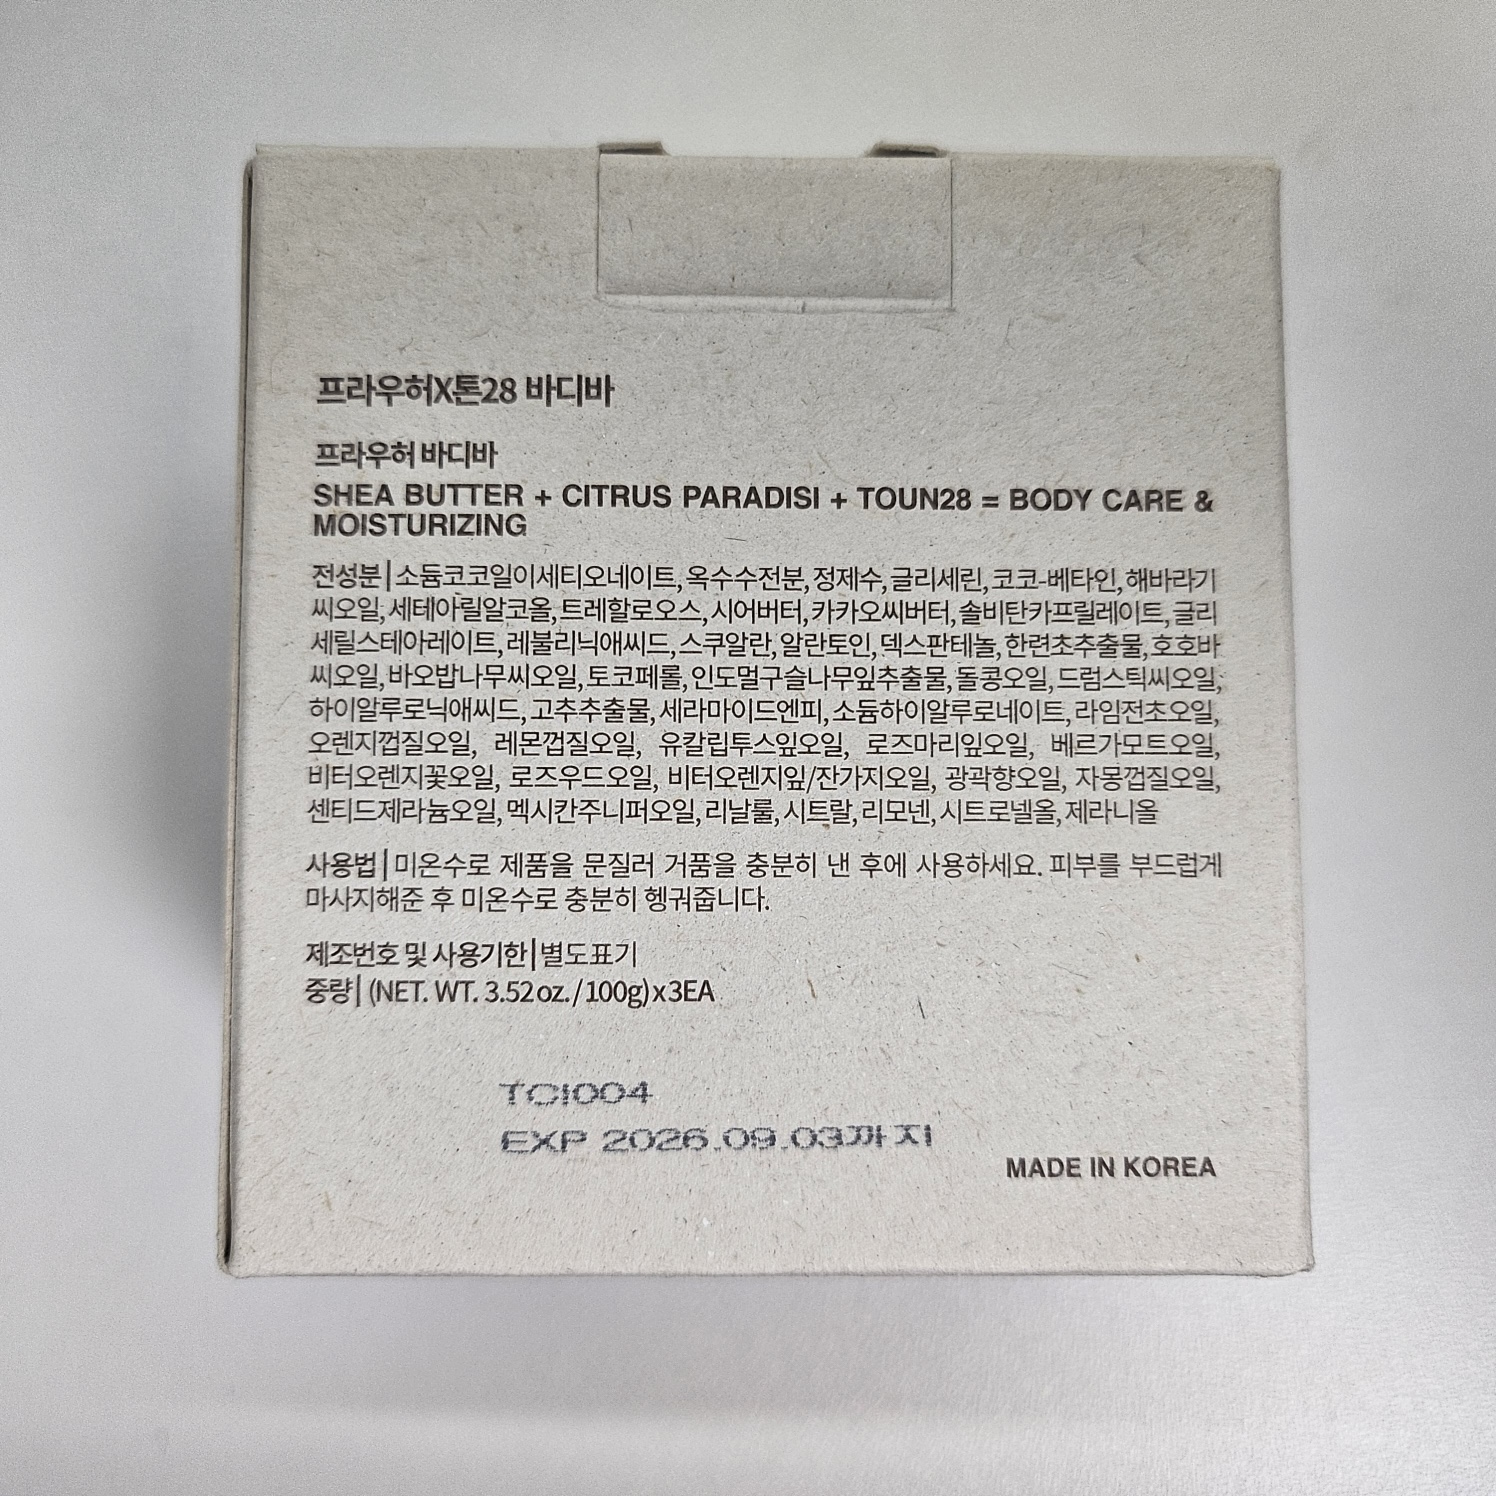 프라우허X톤28 바디바
프라우허 바디바
SHEA BUTTER + CITRUS PARADISI + TOUN28 = BODY CARE &
MOISTURIZING
전성분|소듐코코일이세티오네이트, 옥수수전분, 정제수, 글리세린, 코코-베타인, 해바라기
씨오일, 세테아릴알코올, 트레할로오스, 시어버터, 카카오씨버터, 솔비탄카프릴레이트, 글리
세릴스테아레이트, 레불리닉애씨드, 스쿠알란, 알란토인, 덱스판테놀, 한련초추출물, 호호바
씨오일, 바오밥나무씨오일, 토코페롤, 인도멀구슬나무잎추출물, 돌콩오일, 드럼스틱씨오일,
하이알루로닉애씨드, 고추추출물, 세라마이드엔피, 소듐하이알루로네이트, 라임전초오일,
오렌지껍질오일, 레몬껍질오일, 유칼립투스잎오일, 로즈마리잎오일, 베르가모트오일,
비터오렌지꽃오일, 로즈우드오일, 비터오렌지잎/잔가지오일, 광곽향오일, 자몽껍질오일,
센티드제라늄오일, 멕시칸주니퍼오일, 리날룰, 시트랄, 리모넨, 시트로넬올, 제라니올
사용법|미온수로 제품을 문질러 거품을 충분히 낸 후에 사용하세요. 피부를 부드럽게
마사지해준 후 미온수로 충분히 헹궈줍니다.
제조번호 및 사용기한|별도표기
중량|(NET. WT. 3.52oz./100g)x3EA
TCI004
EXP 2026.09.03까지
MADE IN KOREA